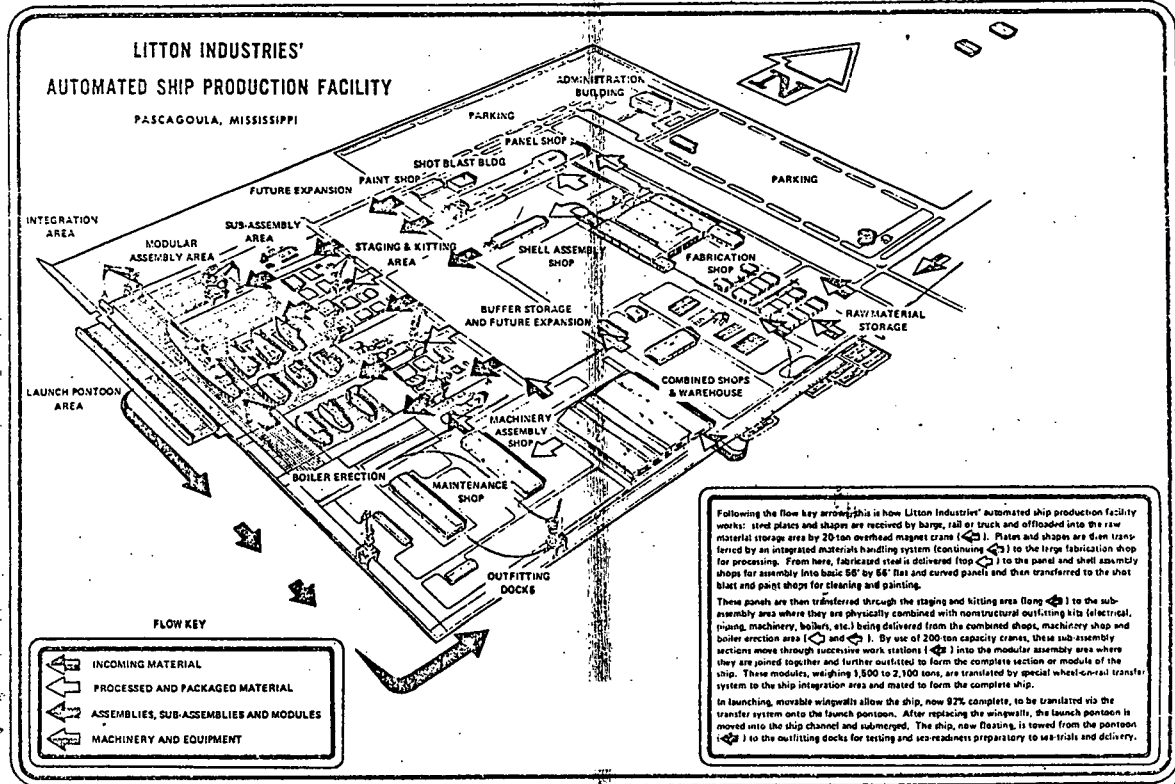 LITTON INDUSTRIES'
AUTOMATED SHIP PRODUCTION FACILITY
PASCAGOULA, MISSISSIPPI
N
ADMINISTRATION
BUILDING
PARKING
PANEL SHOP
SHOT BLAST BLDG
PARKING
PAINT SHOP
FUTURE EXPANSION
INTEGRATION
AREA
SUB-ASSEMBLY
AREA
MODULAR
ASSEMBLY AREA
STAGING & KITTING
AREA
SHELL ASSEMBLY
SHOP
FABRICATION
SHOP
BUFFER STORAGE
AND FUTURE EXPANSION
RAW MATERIAL
STORAGE
LAUNCH PONTOON
AREA
COMBINED SHOPS
& WAREHOUSE
MACHINERY
ASSEMBLY
SHOP
BOILER ERECTION
MAINTENANCE
SHOP
OUTFITTING
DOCKS
FLOW KEY
INCOMING MATERIAL
PROCESSED AND PACKAGED MATERIAL
ASSEMBLIES, SUB-ASSEMBLIES AND MODULES
MACHINERY AND EQUIPMENT
Following the flow key arrows, this is how Litton Industries' automated ship production facility
works: steel plates and shapes are received by barge, rail or truck and offloaded into the raw
material storage area by 20-ton overhead magnet crane ( ). Plates and shapes are then trans-
ferred by an integrated materials handling system (continuing ) to the large fabrication shop
for processing. From here, fabricated steel is delivered (top ) to the panel and shell assembly
shops for assembly into basic 56' by 56' flat and curved panels and then transferred to the shot
blast and paint shops for cleaning and painting.
These panels are then transferred through the staging and kitting area (long ) to the sub-
assembly area where they are physically combined with nonstructural outfitting kits (electrical,
piping, machinery, boilers, etc.) being delivered from the combined shops, machinery shop and
boiler erection area ( and ). By use of 200-ton capacity cranes, these sub-assembly
sections move through successive work stations ( ) into the modular assembly area where
they are joined together and further outfitted to form the complete section or module of the
ship. These modules, weighing 1,500 to 2,100 tons, are translated by special wheel-on-rail transfer
system to the ship integration area and mated to form the complete ship.
In launching, movable wingwalls allow the ship, now 92% complete, to be translated via the
transfer system onto the launch pontoon. After replacing the wingwalls, the launch pontoon is
moved into the ship channel and submerged. The ship, now floating, is towed from the pontoon
( ) to the outfitting docks for testing and sea-readiness preparatory to sea-trials and delivery.